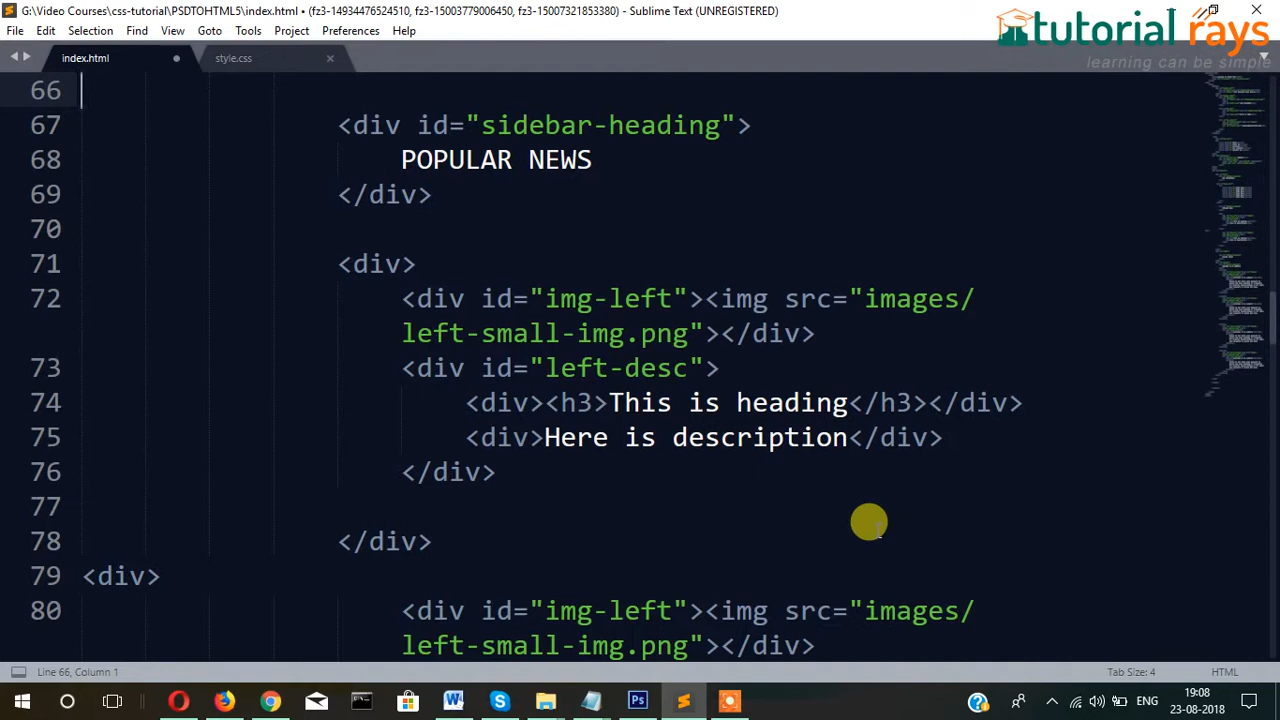 G:\Video Courses\css-tutorial\PSDTOHTML5\index.html • (fz3-14934476524510, fz3-15003779006450, fz3-15007321853380) - Sublime Text (UNREGISTERED)
File Edit Selection Find View Goto Tools Project Preferences Help
tutorial rays
learning can be simple
index.html style.css
66
67 <div id="sidebar-heading">
68 POPULAR NEWS
69 </div>
70
71 <div>
72 <div id="img-left"><img src="images/
left-small-img.png"></div>
73 <div id="left-desc">
74 <div><h3>This is heading</h3></div>
75 <div>Here is description</div>
76 </div>
77
78 </div>
79 <div>
80 <div id="img-left"><img src="images/
left-small-img.png"></div>
Line 66, Column 1 Tab Size: 4 HTML
ENG 19:08
23-08-2018